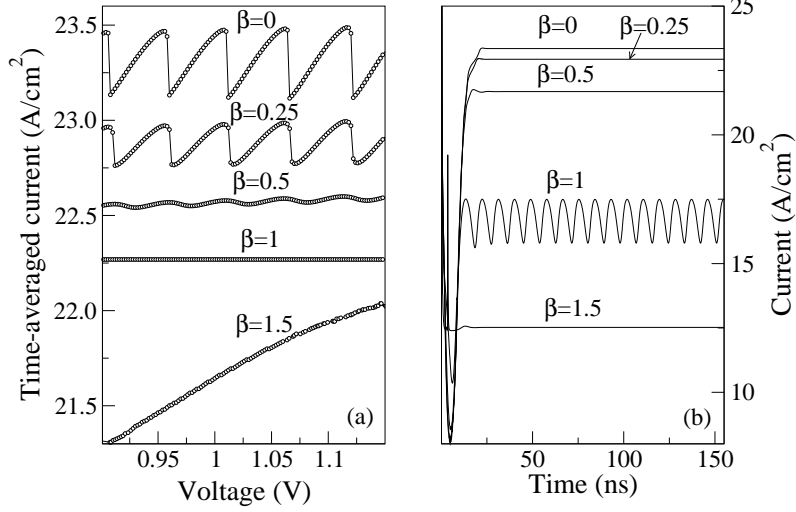 Time-averaged current (A/cm²)
23.5
23.0
22.5
22.0
21.5
β=0
β=0.25
β=0.5
β=1
β=1.5
(a)
0.95
1
1.05
1.1
Voltage (V)
β=0
β=0.25
β=0.5
β=1
β=1.5
(b)
25
20
15
10
Current (A/cm²)
50
100
150
Time (ns)